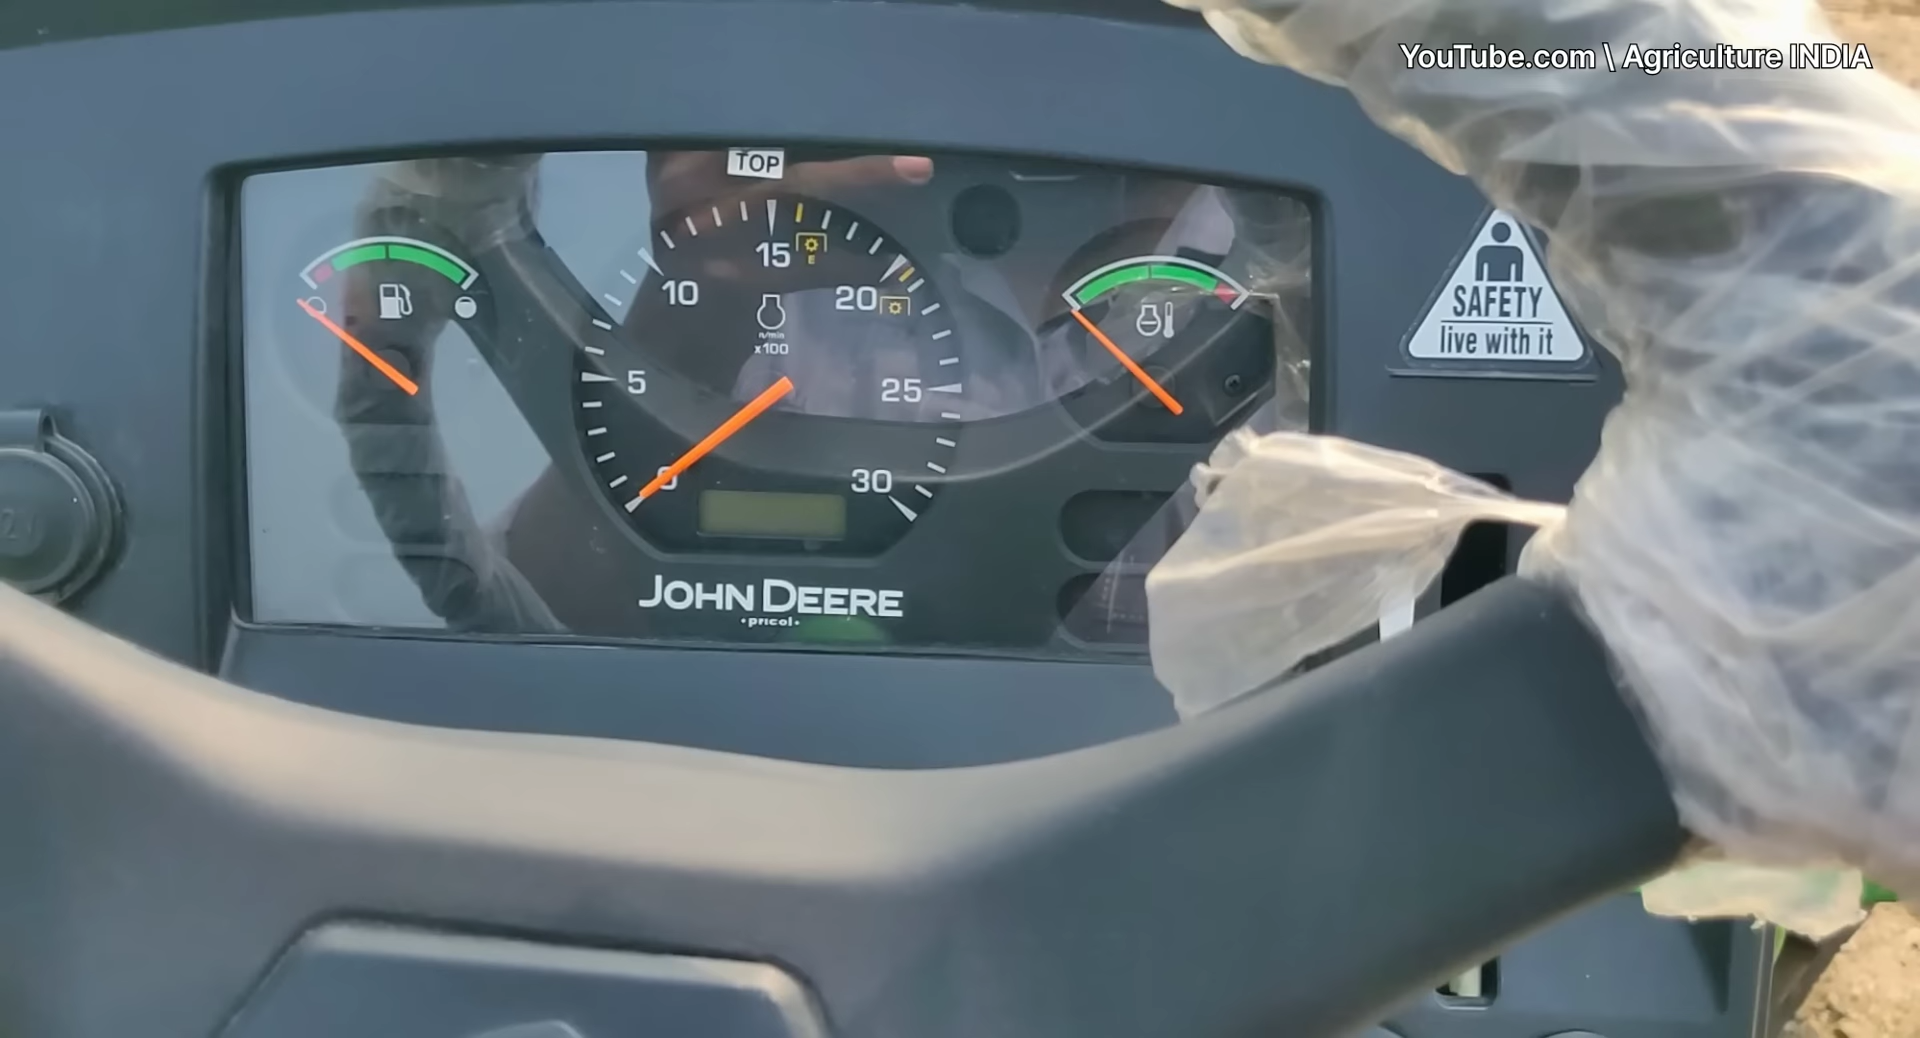 YouTube.com \ Agriculture INDIA
TOP
15
E
10
20
n/min
x100
5
25
0
30
SAFETY
live with it
JOHN DEERE
•pricol•